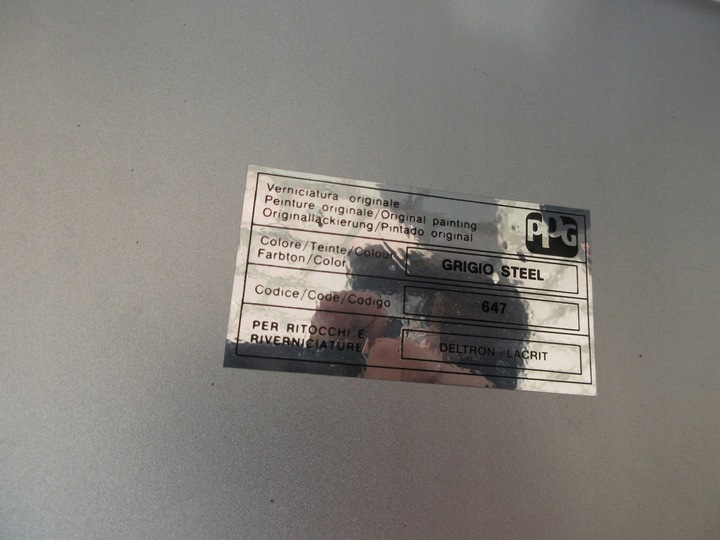 Verniciatura originale
Peinture originale/Original painting
Originallackierung/Pintado original
PPG
Colore/Teinte/Colour
Farbton/Color
GRIGIO STEEL
Codice/Code/Codigo
647
PER RITOCCHI E
RIVERNICIATURE
DELTRON - LACRIT